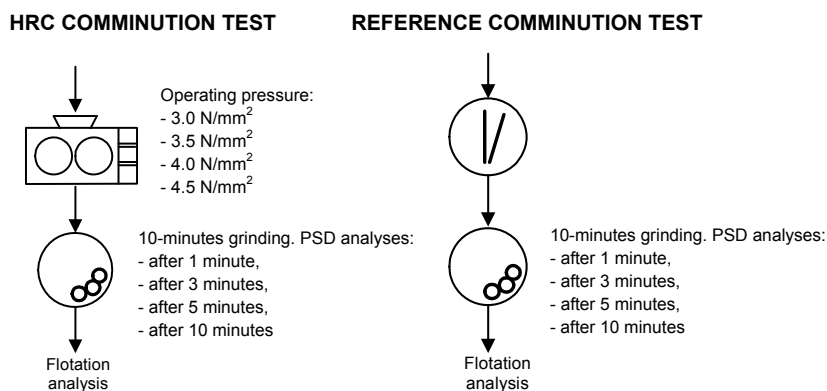 HRC COMMINUTION TEST
Operating pressure:
- 3.0 N/mm²
- 3.5 N/mm²
- 4.0 N/mm²
- 4.5 N/mm²
10-minutes grinding. PSD analyses:
- after 1 minute,
- after 3 minutes,
- after 5 minutes,
- after 10 minutes
Flotation
analysis
REFERENCE COMMINUTION TEST
10-minutes grinding. PSD analyses:
- after 1 minute,
- after 3 minutes,
- after 5 minutes,
- after 10 minutes
Flotation
analysis